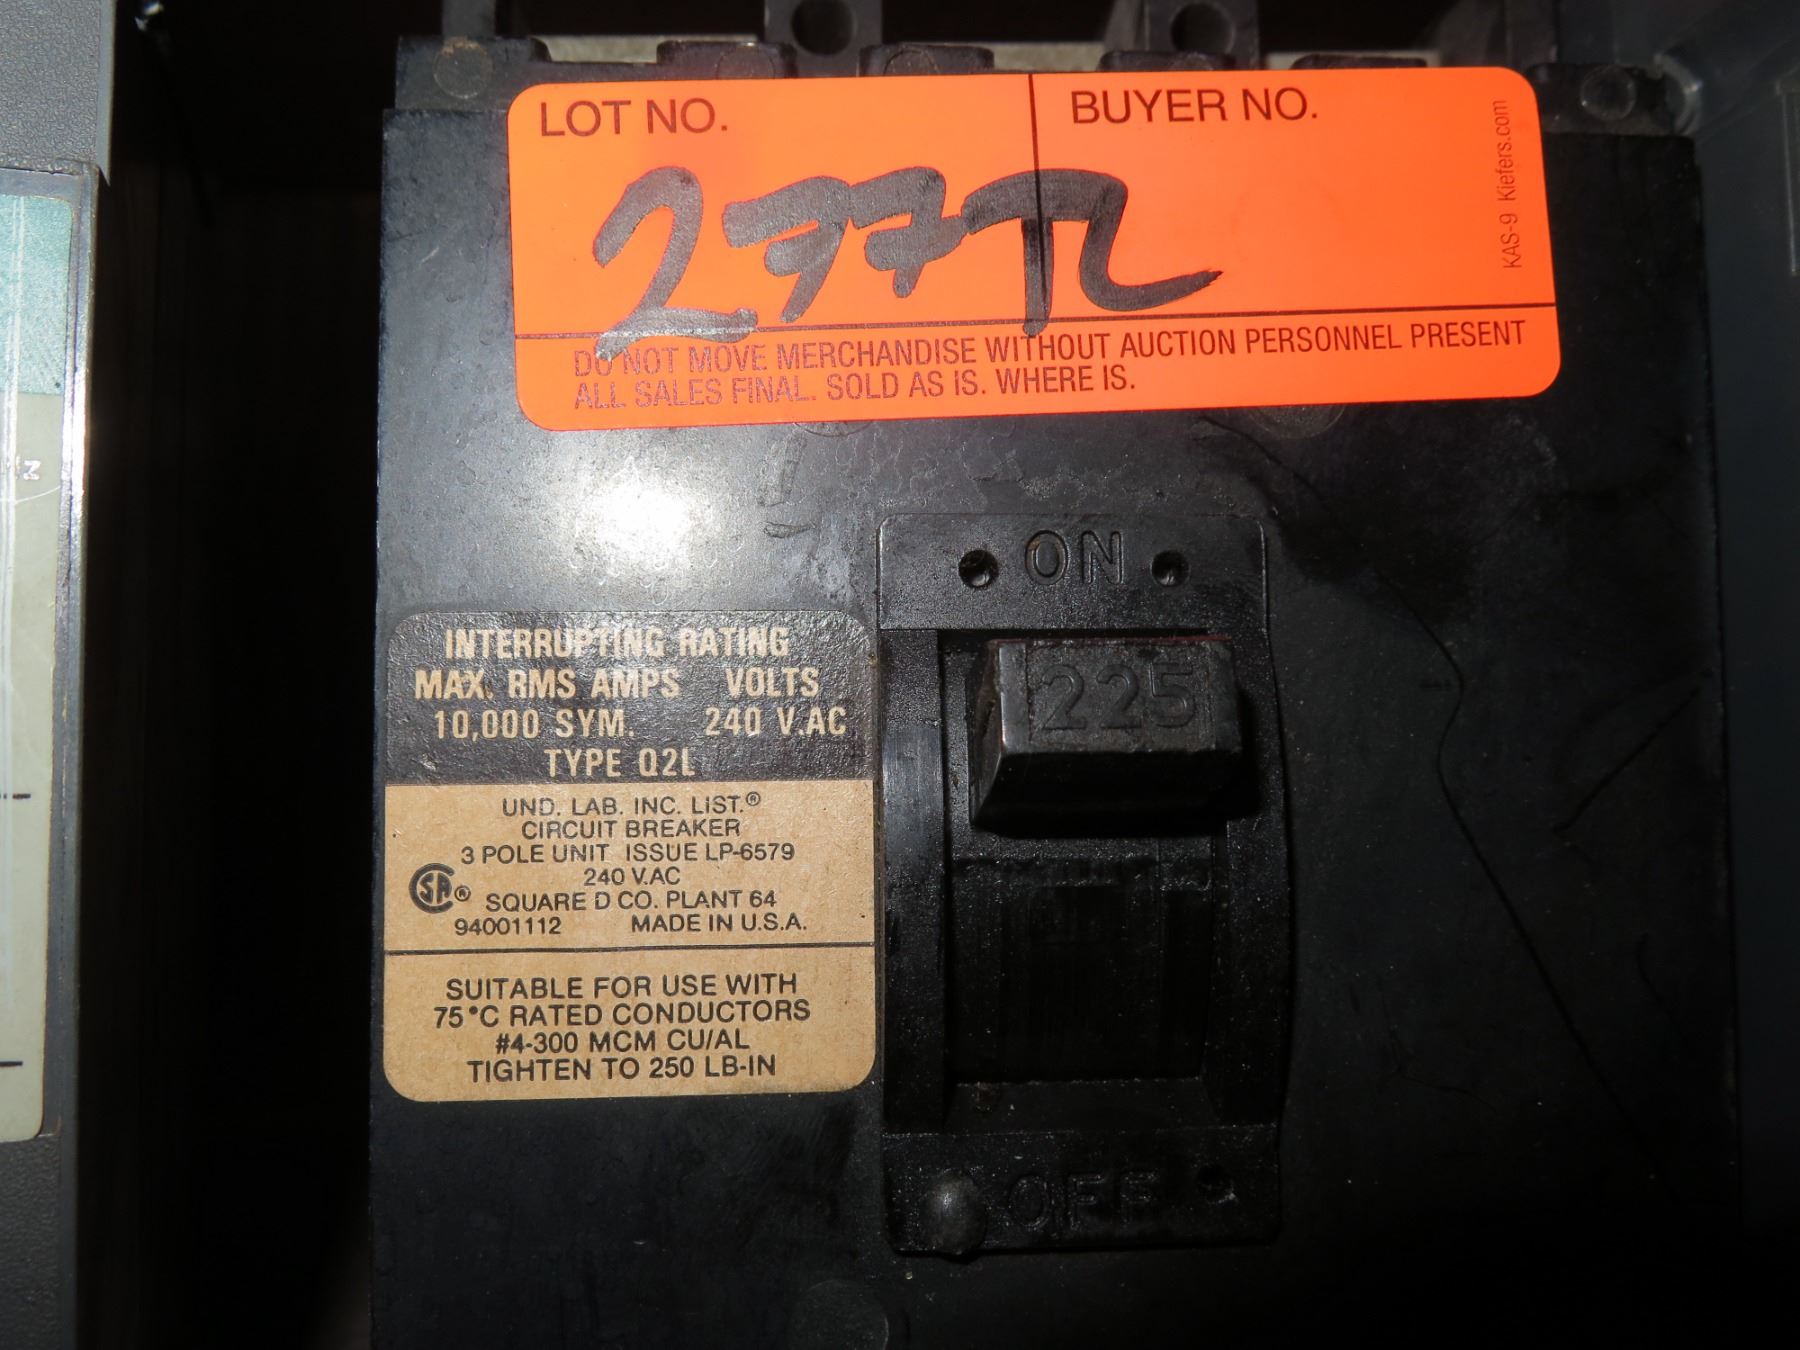 LOT NO.
BUYER NO.
277TL
KAS-9 Kiefers.com
DO NOT MOVE MERCHANDISE WITHOUT AUCTION PERSONNEL PRESENT
ALL SALES FINAL. SOLD AS IS. WHERE IS.
ON
225
OFF
INTERRUPTING RATING
MAX. RMS AMPS VOLTS
10,000 SYM. 240 V.AC
TYPE Q2L
UND. LAB. INC. LIST.®
CIRCUIT BREAKER
3 POLE UNIT ISSUE LP-6579
240 V.AC
SA® SQUARE D CO. PLANT 64
94001112 MADE IN U.S.A.
SUITABLE FOR USE WITH
75°C RATED CONDUCTORS
#4-300 MCM CU/AL
TIGHTEN TO 250 LB-IN